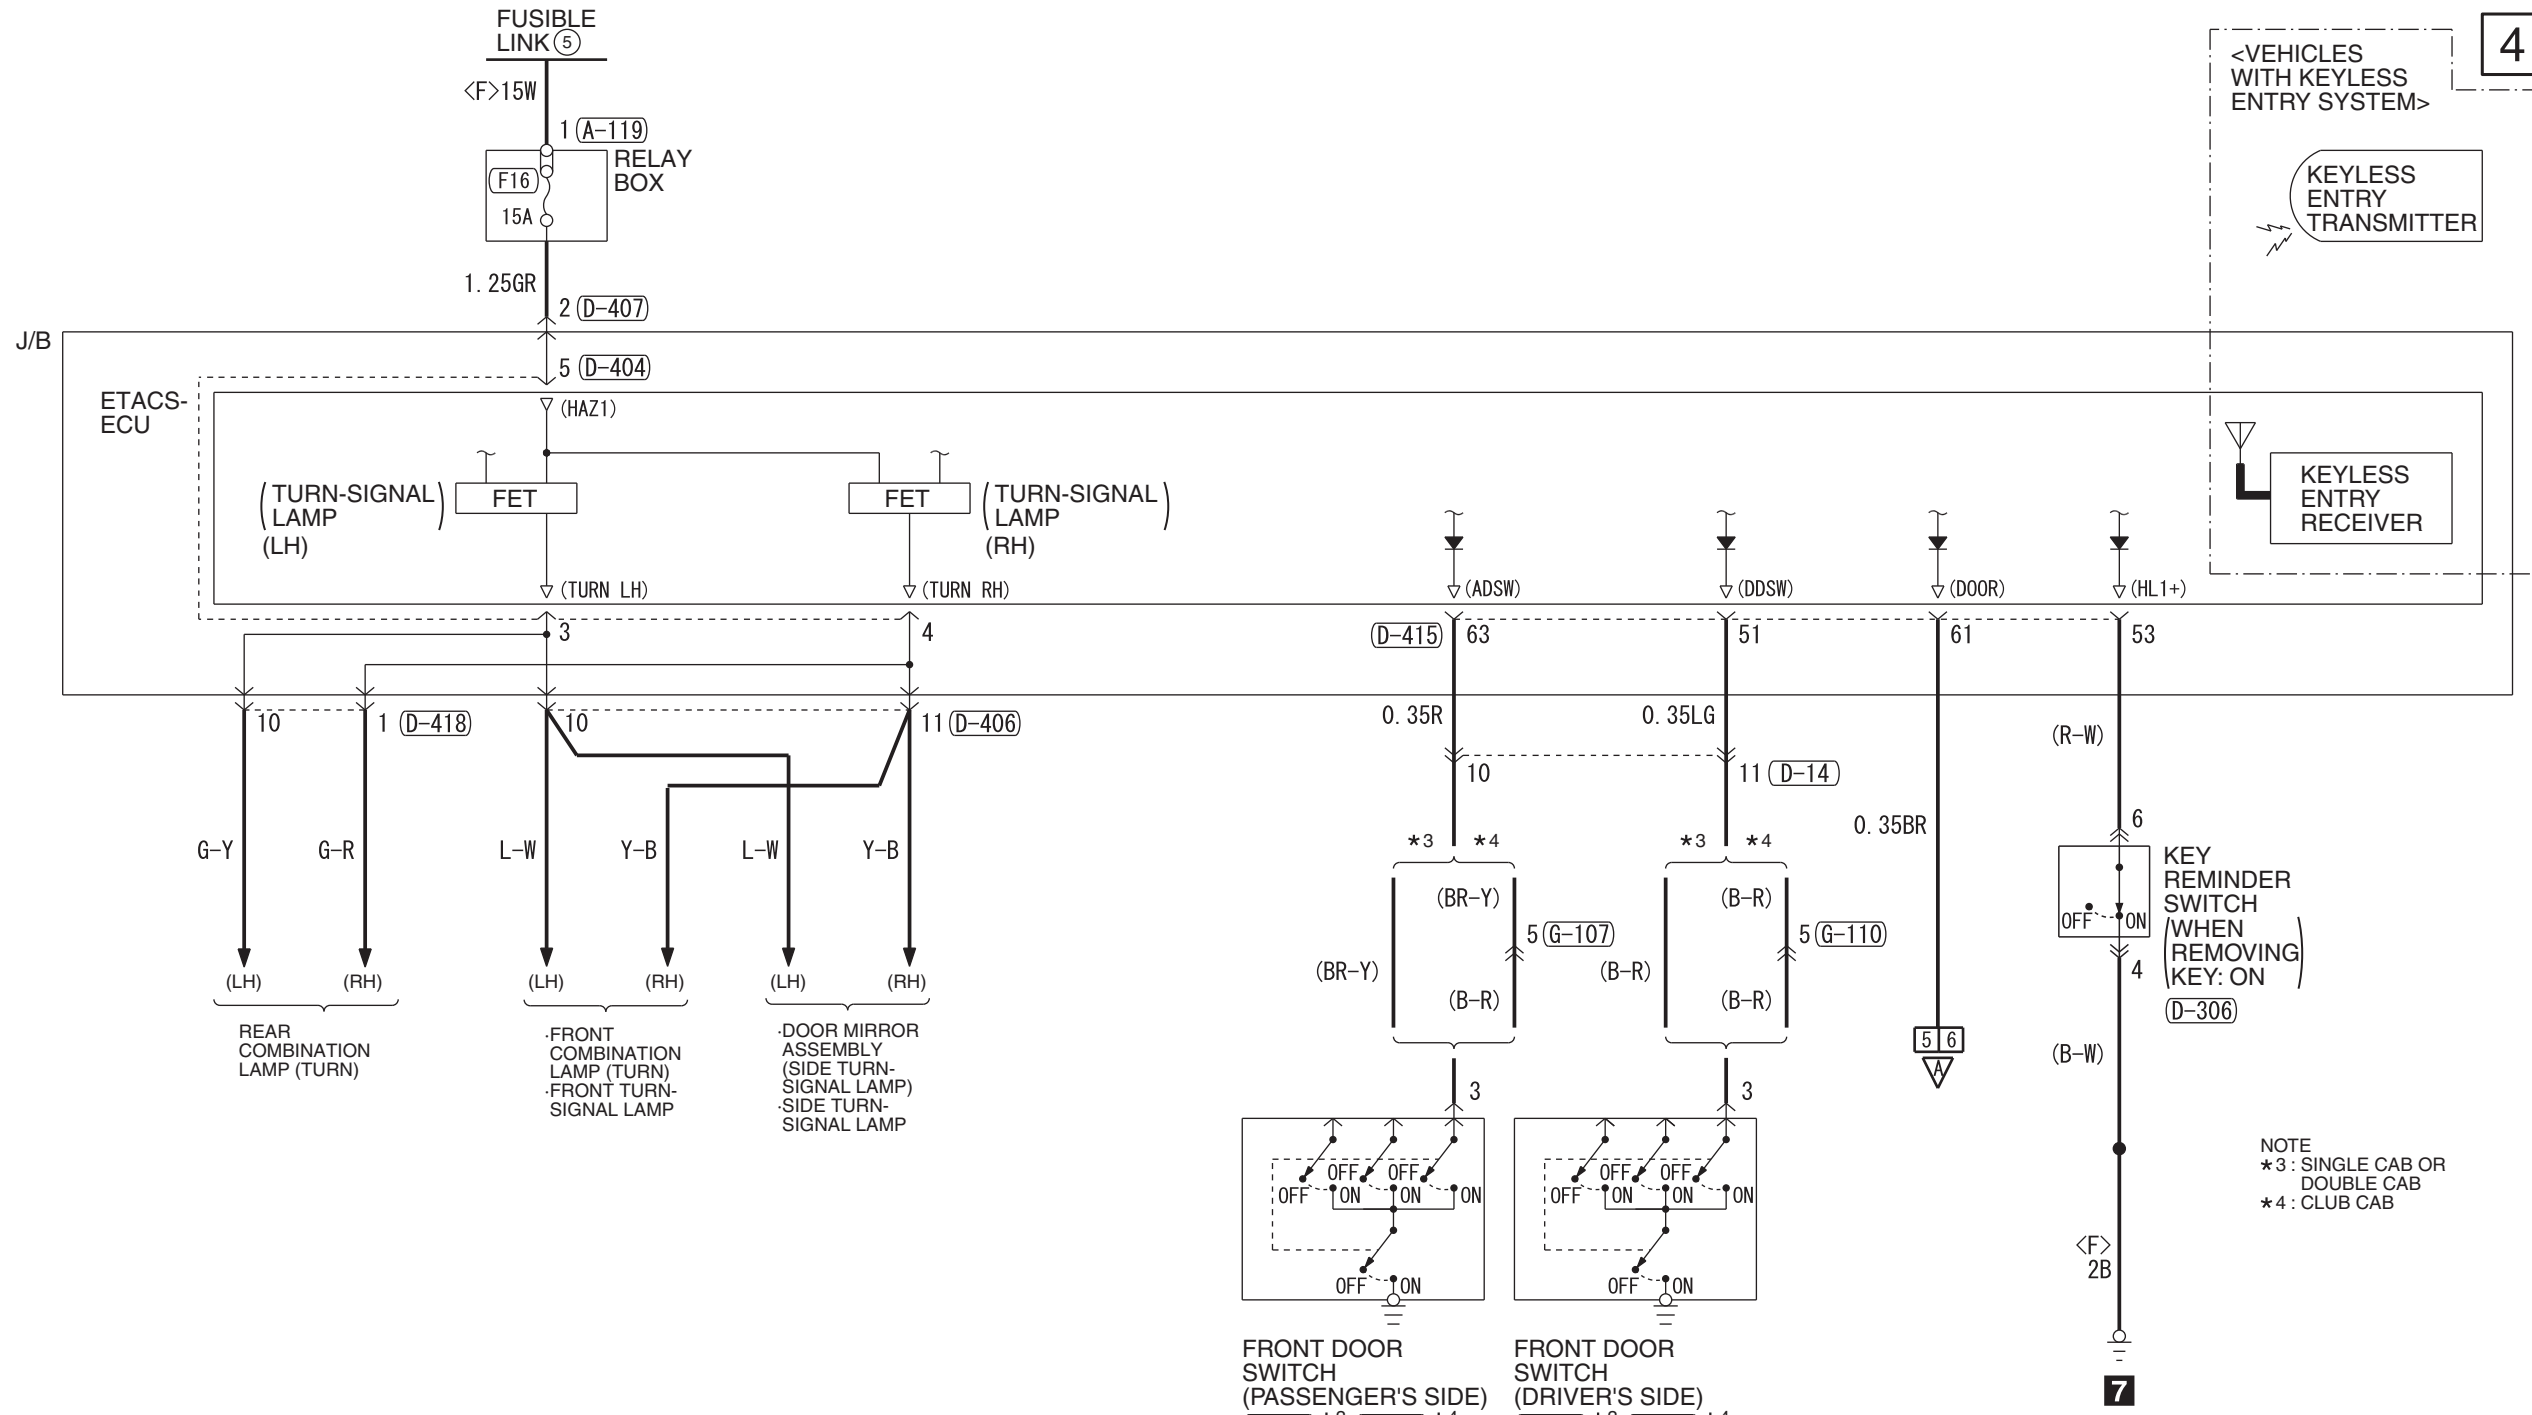 FUSIBLE
LINK 5
<F>15W
1 A-119
RELAY
BOX
F16
15A
1. 25GR
2 D-407
4
<VEHICLES
WITH KEYLESS
ENTRY SYSTEM>
KEYLESS
ENTRY
TRANSMITTER
J/B
5 D-404
ETACS-
ECU
(HAZ1)
(TURN-SIGNAL
LAMP)
(LH)
FET
FET
(TURN-SIGNAL
LAMP)
(RH)
KEYLESS
ENTRY
RECEIVER
(TURN LH)
(TURN RH)
(ADSW)
(DDSW)
(DOOR)
(HL1+)
3
4
D-415 63
51
61
53
10
1 D-418
10
11 D-406
0. 35R
0. 35LG
(R-W)
10
11 D-14
0. 35BR
6
G-Y
G-R
L-W
Y-B
L-W
Y-B
*3 *4
*3 *4
(BR-Y)
(B-R)
5 G-107
5 G-110
(BR-Y)
(B-R)
(B-R)
(B-R)
OFF ON
KEY
REMINDER
SWITCH
(WHEN
REMOVING
KEY: ON)
4
D-306
(LH)
(RH)
(LH)
(RH)
(LH)
(RH)
REAR
COMBINATION
LAMP (TURN)
·FRONT
COMBINATION
LAMP (TURN)
·FRONT TURN-
SIGNAL LAMP
·DOOR MIRROR
ASSEMBLY
(SIDE TURN-
SIGNAL LAMP)
·SIDE TURN-
SIGNAL LAMP
5 6
A
(B-W)
3
3
OFF OFF
OFF ON ON ON
OFF ON
OFF OFF
OFF ON ON ON
OFF ON
NOTE
*3 : SINGLE CAB OR
DOUBLE CAB
*4 : CLUB CAB
<F>
2B
7
FRONT DOOR
SWITCH
(PASSENGER'S SIDE)
FRONT DOOR
SWITCH
(DRIVER'S SIDE)